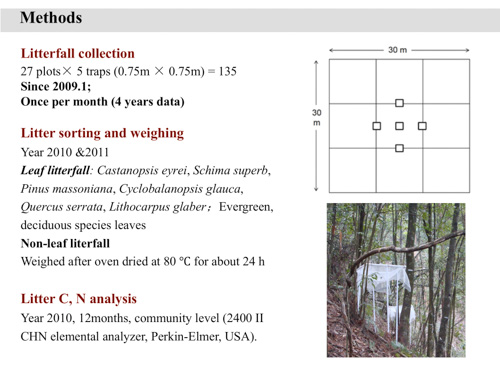 Methods
Litterfall collection
27 plots× 5 traps (0.75m × 0.75m) = 135
Since 2009.1;
Once per month (4 years data)
Litter sorting and weighing
Year 2010 &2011
Leaf litterfall: Castanopsis eyrei, Schima superb,
Pinus massoniana, Cyclobalanopsis glauca,
Quercus serrata, Lithocarpus glaber；Evergreen,
deciduous species leaves
Non-leaf literfall
Weighed after oven dried at 80 ℃ for about 24 h
Litter C, N analysis
Year 2010, 12months, community level (2400 II
CHN elemental analyzer, Perkin-Elmer, USA).
30 m
30
m